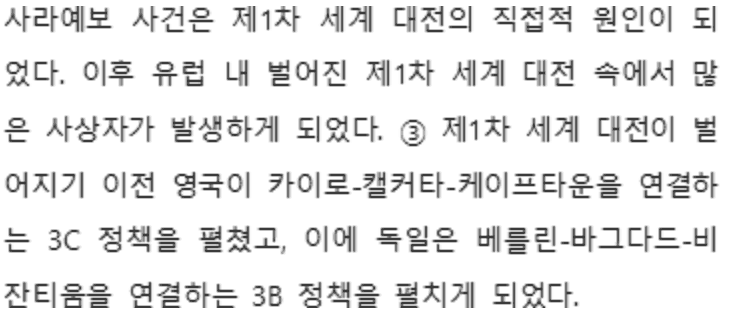 사라예보 사건은 제1차 세계 대전의 직접적 원인이 되
었다. 이후 유럽 내 벌어진 제1차 세계 대전 속에서 많
은 사상자가 발생하게 되었다. ③ 제1차 세계 대전이 벌
어지기 이전 영국이 카이로-캘커타-케이프타운을 연결하
는 3C 정책을 펼쳤고, 이에 독일은 베를린-바그다드-비
잔티움을 연결하는 3B 정책을 펼치게 되었다.